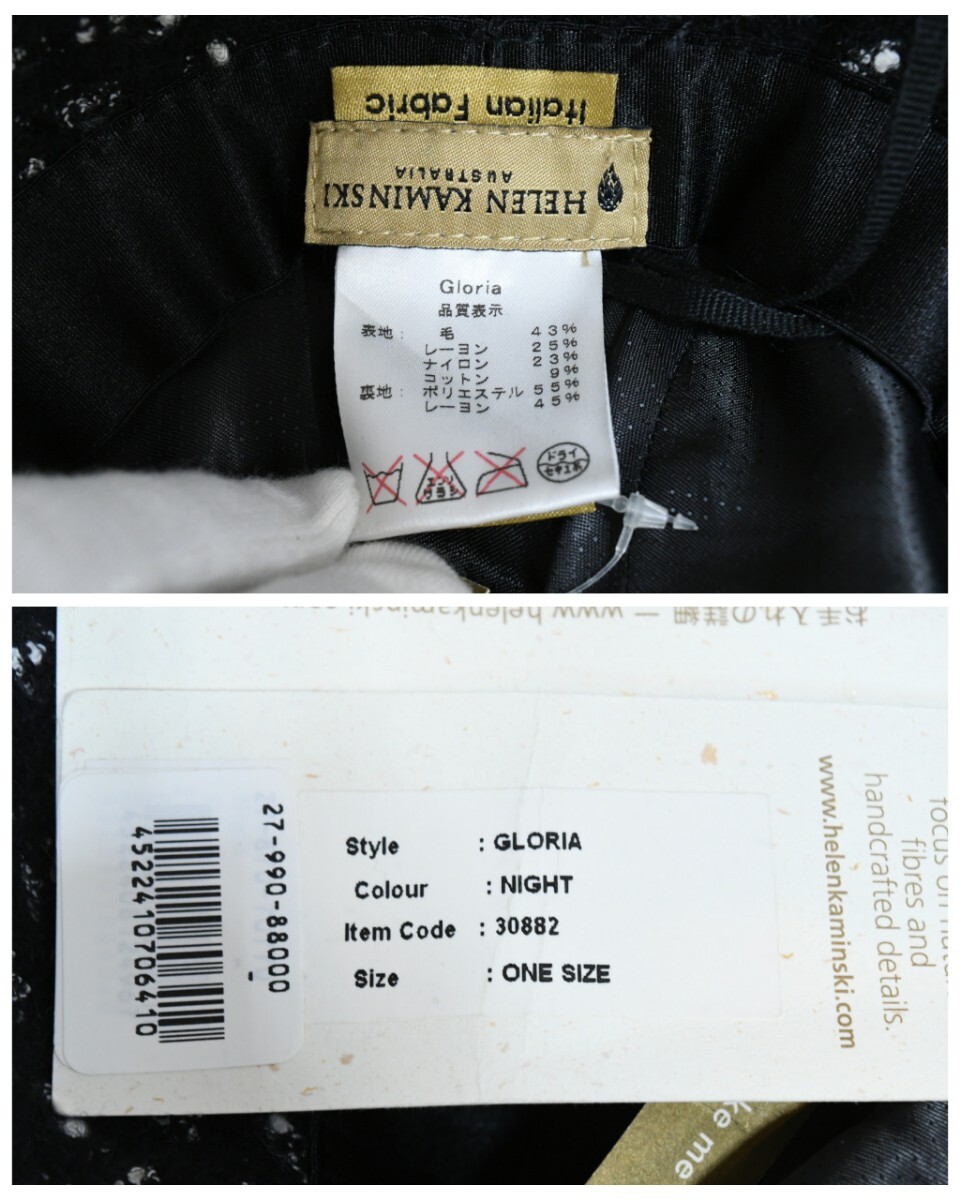 Italian Fabric
HELEN KAMINSKI
AUSTRALIA
Gloria
品質表示
表地: 毛 43%
レーヨン 25%
ナイロン 23%
コットン 9%
裏地: ポリエステル 55%
レーヨン 45%
エンソ
サラシ
ドライ
セキユ系
お手入れの詳細 — www.helenkaminski.com
27-990-88000
-
4522410706410
Style : GLORIA
Colour : NIGHT
Item Code : 30882
Size : ONE SIZE
focus on
fibres and
handcrafted details.
www.helenkaminski.com
ke me